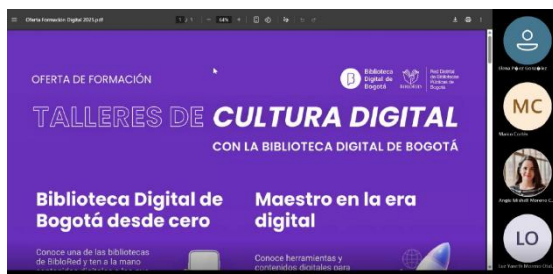 Oferta Formación Digital 2021.pdf
1 / 1
OFERTA DE FORMACIÓN
Biblioteca
Digital de
Bogotá
Red Distrital
de Bibliotecas
Públicas de
Bogotá
TALLERES DE CULTURA DIGITAL
CON LA BIBLIOTECA DIGITAL DE BOGOTÁ
Biblioteca Digital de
Bogotá desde cero
Maestro en la era
digital
Conoce una de las bibliotecas
de BibloRed y ten a la mano
Conoce herramientas y
contenidos digitales para
MC
LO